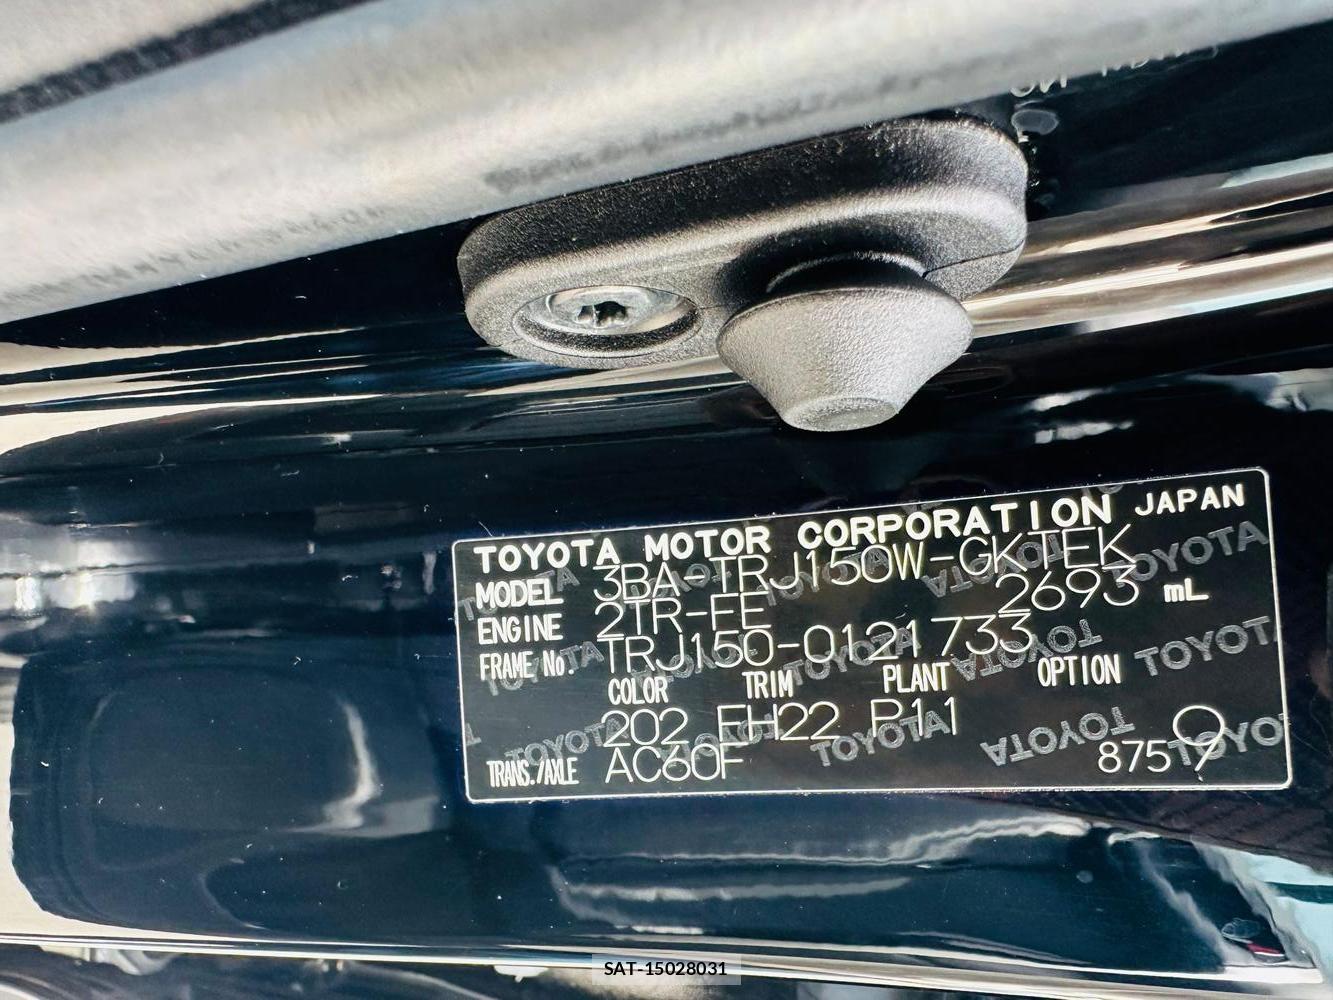 TOYOTA MOTOR CORPORATION JAPAN
MODEL 3BA-TRJ150W-GKTEK
ENGINE 2TR-FE 2693 mL
FRAME No. TRJ150-0121733
COLOR TRIM PLANT OPTION
202 FH22 P11
TRANS./AXLE AC60F 8759
SAT-15028031